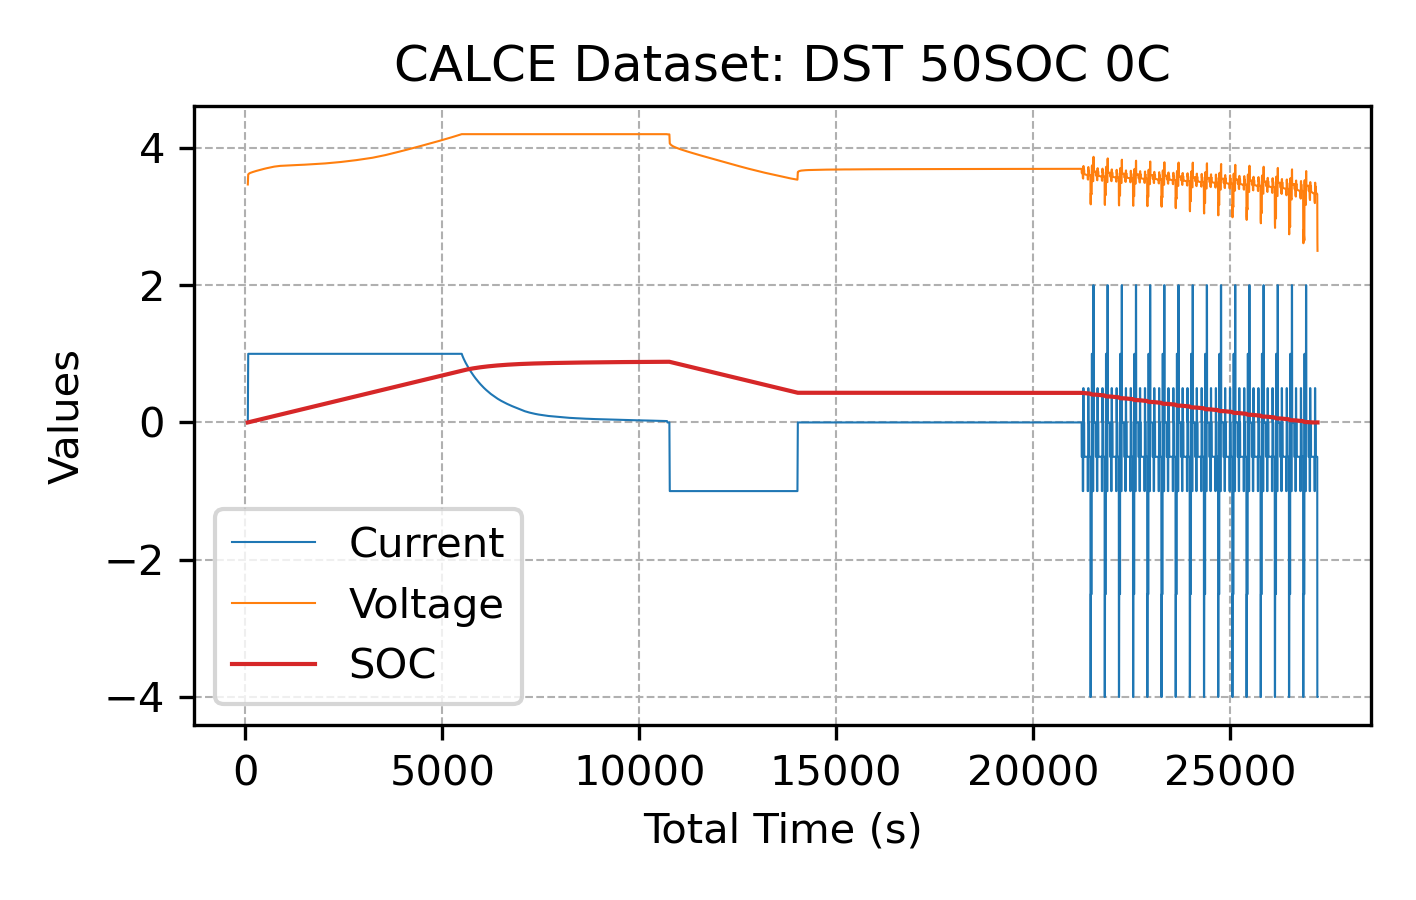 CALCE Dataset: DST 50SOC 0C
4
2
0
−2
−4
Values
Current
Voltage
SOC
0 5000 10000 15000 20000 25000
Total Time (s)